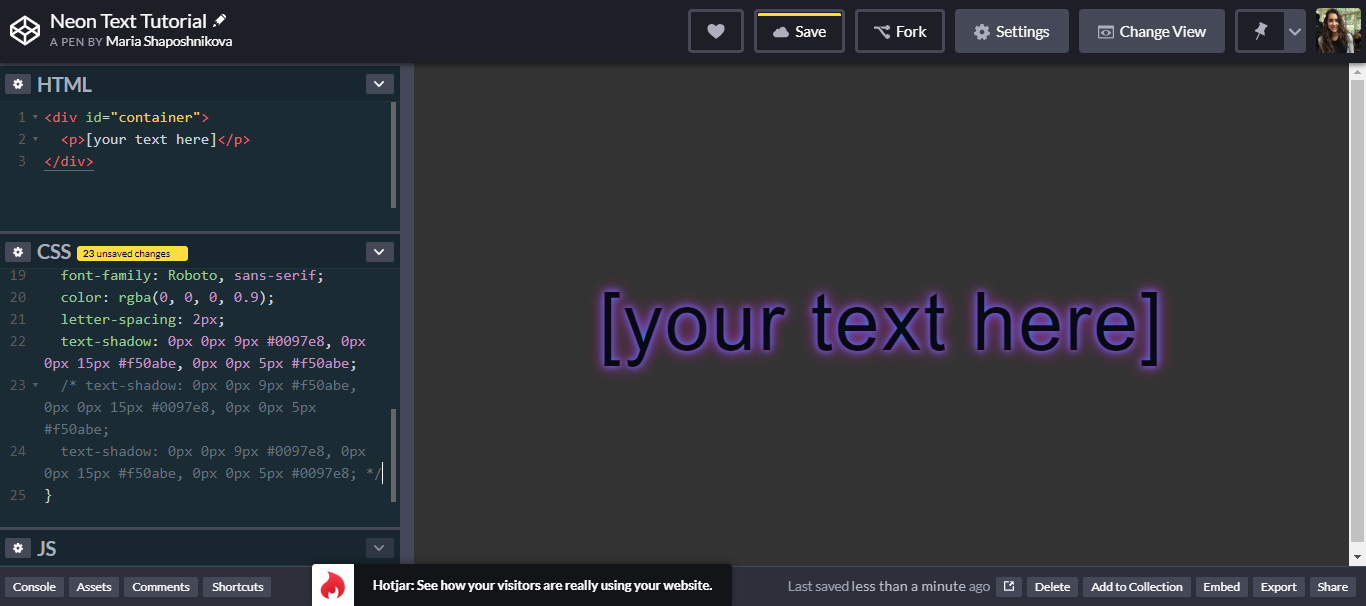 Neon Text Tutorial
A PEN BY Maria Shaposhnikova
Save
Fork
Settings
Change View
HTML
1 <div id="container">
2 <p>[your text here]</p>
3 </div>
CSS 23 unsaved changes
19 font-family: Roboto, sans-serif;
20 color: rgba(0, 0, 0, 0.9);
21 letter-spacing: 2px;
22 text-shadow: 0px 0px 9px #0097e8, 0px
0px 15px #f50abe, 0px 0px 5px #f50abe;
23 /* text-shadow: 0px 0px 9px #f50abe,
0px 0px 15px #0097e8, 0px 0px 5px
#f50abe;
24 text-shadow: 0px 0px 9px #0097e8, 0px
0px 15px #f50abe, 0px 0px 5px #0097e8; */
25 }
JS
[your text here]
Console
Assets
Comments
Shortcuts
Hotjar: See how your visitors are really using your website.
Last saved less than a minute ago
Delete
Add to Collection
Embed
Export
Share